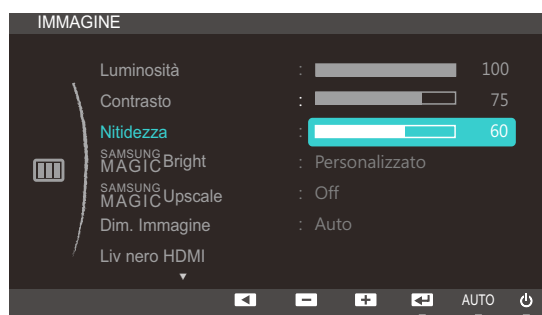 IMMAGINE
Luminosità : 100
Contrasto : 75
Nitidezza : 60
SAMSUNG MAGIC Bright : Personalizzato
SAMSUNG MAGIC Upscale : Off
Dim. Immagine : Auto
Liv nero HDMI
AUTO